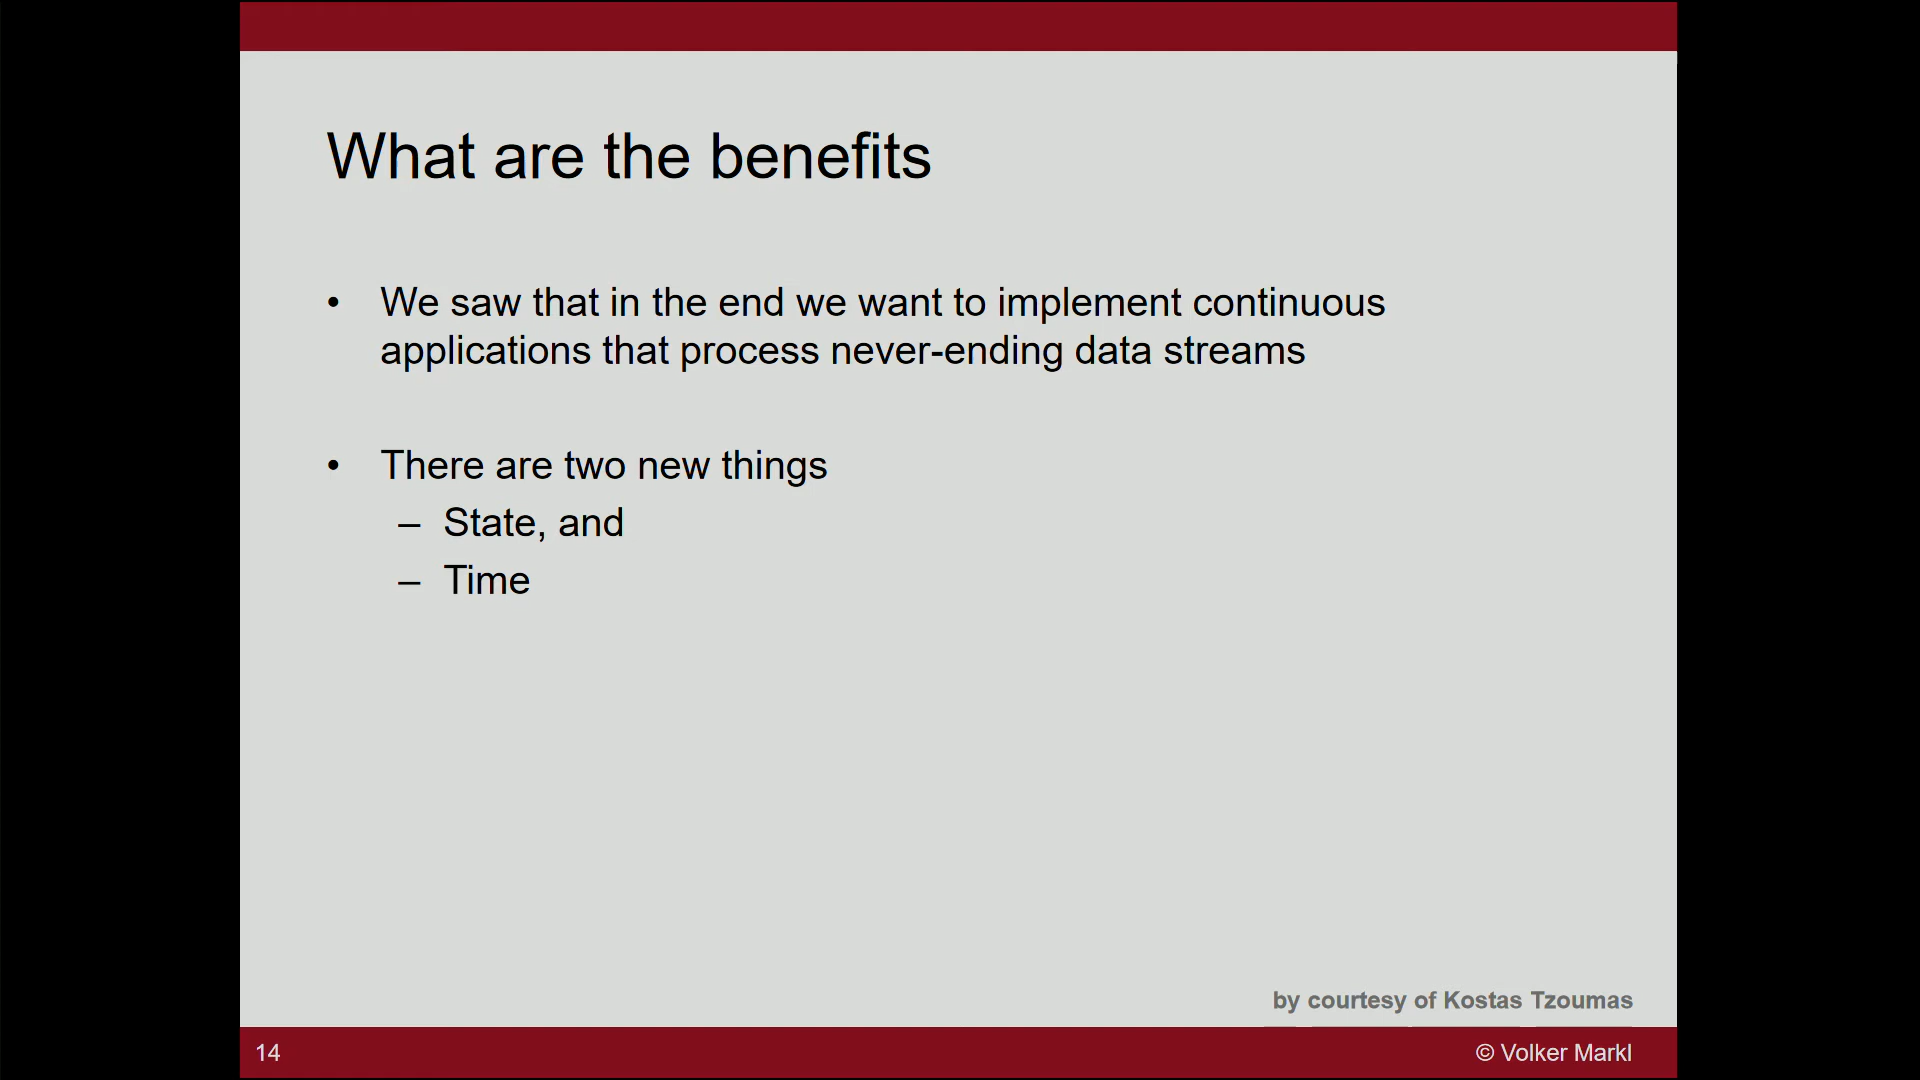 What are the benefits
• We saw that in the end we want to implement continuous
applications that process never-ending data streams
• There are two new things
– State, and
– Time
by courtesy of Kostas Tzoumas
14
© Volker Markl